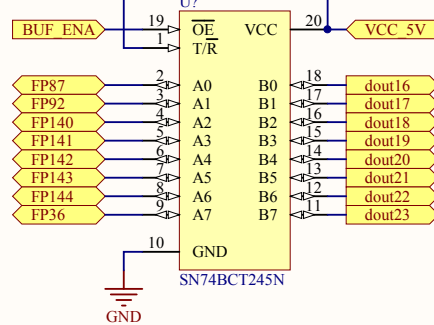 U?
BUF_ENA 19 OE VCC 20 VCC_5V
1 T/R
FP87 2 A0 B0 18 dout16
FP92 3 A1 B1 17 dout17
FP140 4 A2 B2 16 dout18
FP141 5 A3 B3 15 dout19
FP142 6 A4 B4 14 dout20
FP143 7 A5 B5 13 dout21
FP144 8 A6 B6 12 dout22
FP36 9 A7 B7 11 dout23
10 GND
SN74BCT245N
GND